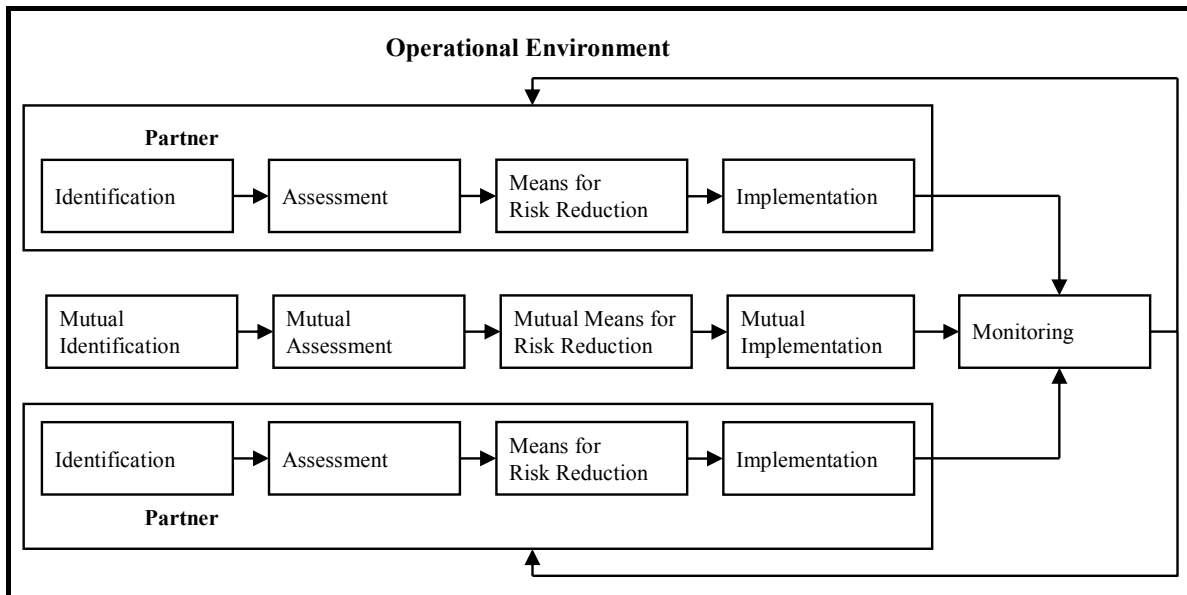 Operational Environment
Partner
Identification
Assessment
Means for
Risk Reduction
Implementation
Mutual
Identification
Mutual
Assessment
Mutual Means for
Risk Reduction
Mutual
Implementation
Monitoring
Identification
Assessment
Means for
Risk Reduction
Implementation
Partner